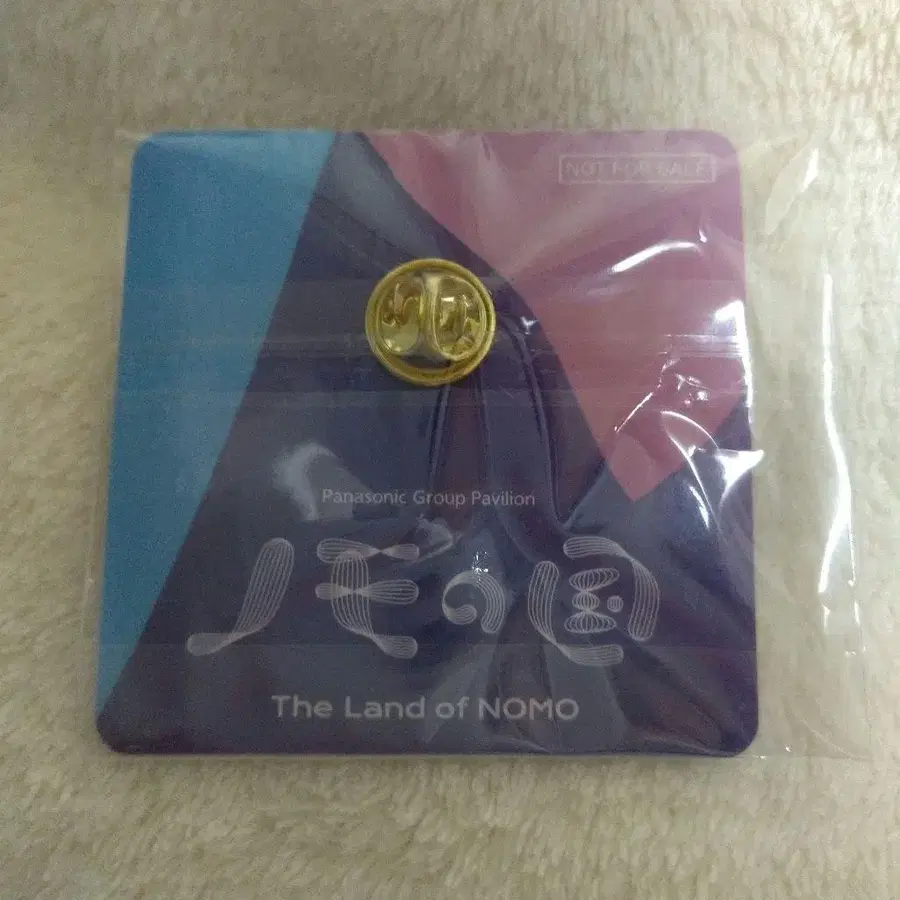 NOT FOR SALE
Panasonic Group Pavilion
ノモの国
The Land of NOMO